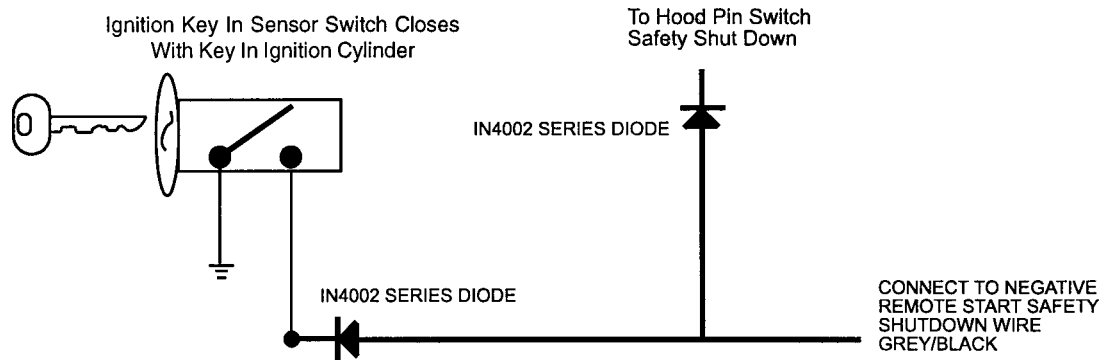 Ignition Key In Sensor Switch Closes
With Key In Ignition Cylinder
To Hood Pin Switch
Safety Shut Down
IN4002 SERIES DIODE
IN4002 SERIES DIODE
CONNECT TO NEGATIVE
REMOTE START SAFETY
SHUTDOWN WIRE
GREY/BLACK